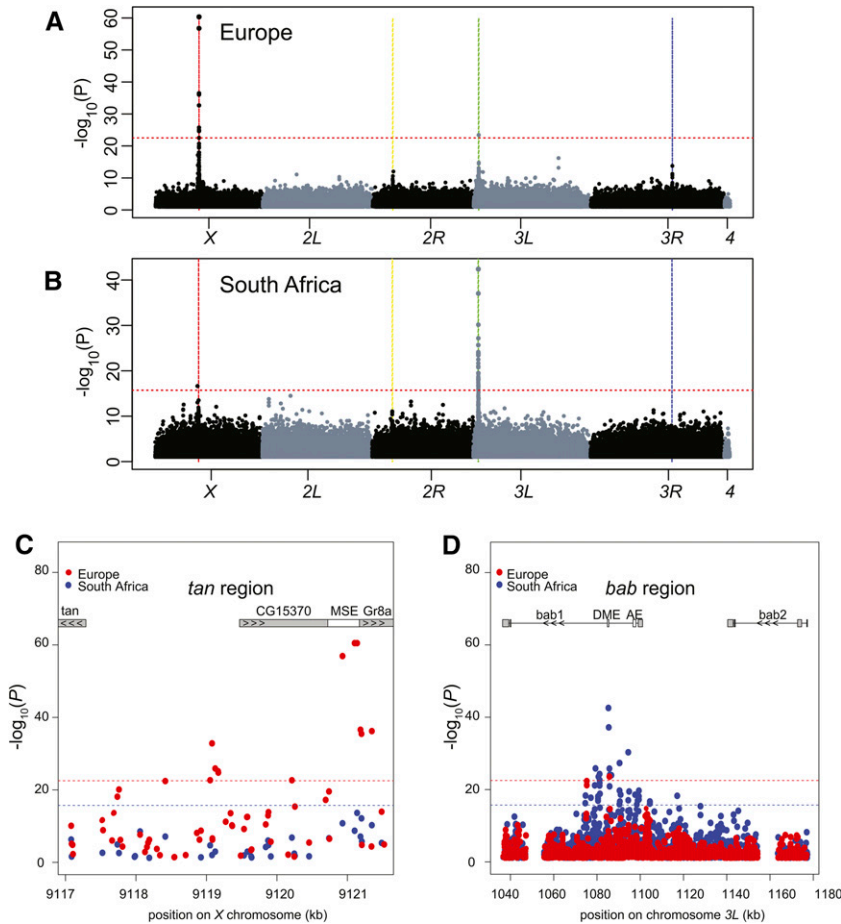 A
Europe
-log10(P)
60
50
40
30
20
10
0
X 2L 2R 3L 3R 4
B
South Africa
-log10(P)
40
30
20
10
0
X 2L 2R 3L 3R 4
C
Europe
South Africa
tan region
tan
<<<
CG15370
>>>
MSE
Gr8a
>>>
-log10(P)
80
60
40
20
0
9117 9118 9119 9120 9121
position on X chromosome (kb)
D
Europe
South Africa
bab region
bab1
<<<
DME
AE
bab2
<<<
-log10(P)
80
60
40
20
0
1040 1060 1080 1100 1120 1140 1160 1180
position on chromosome 3L (kb)